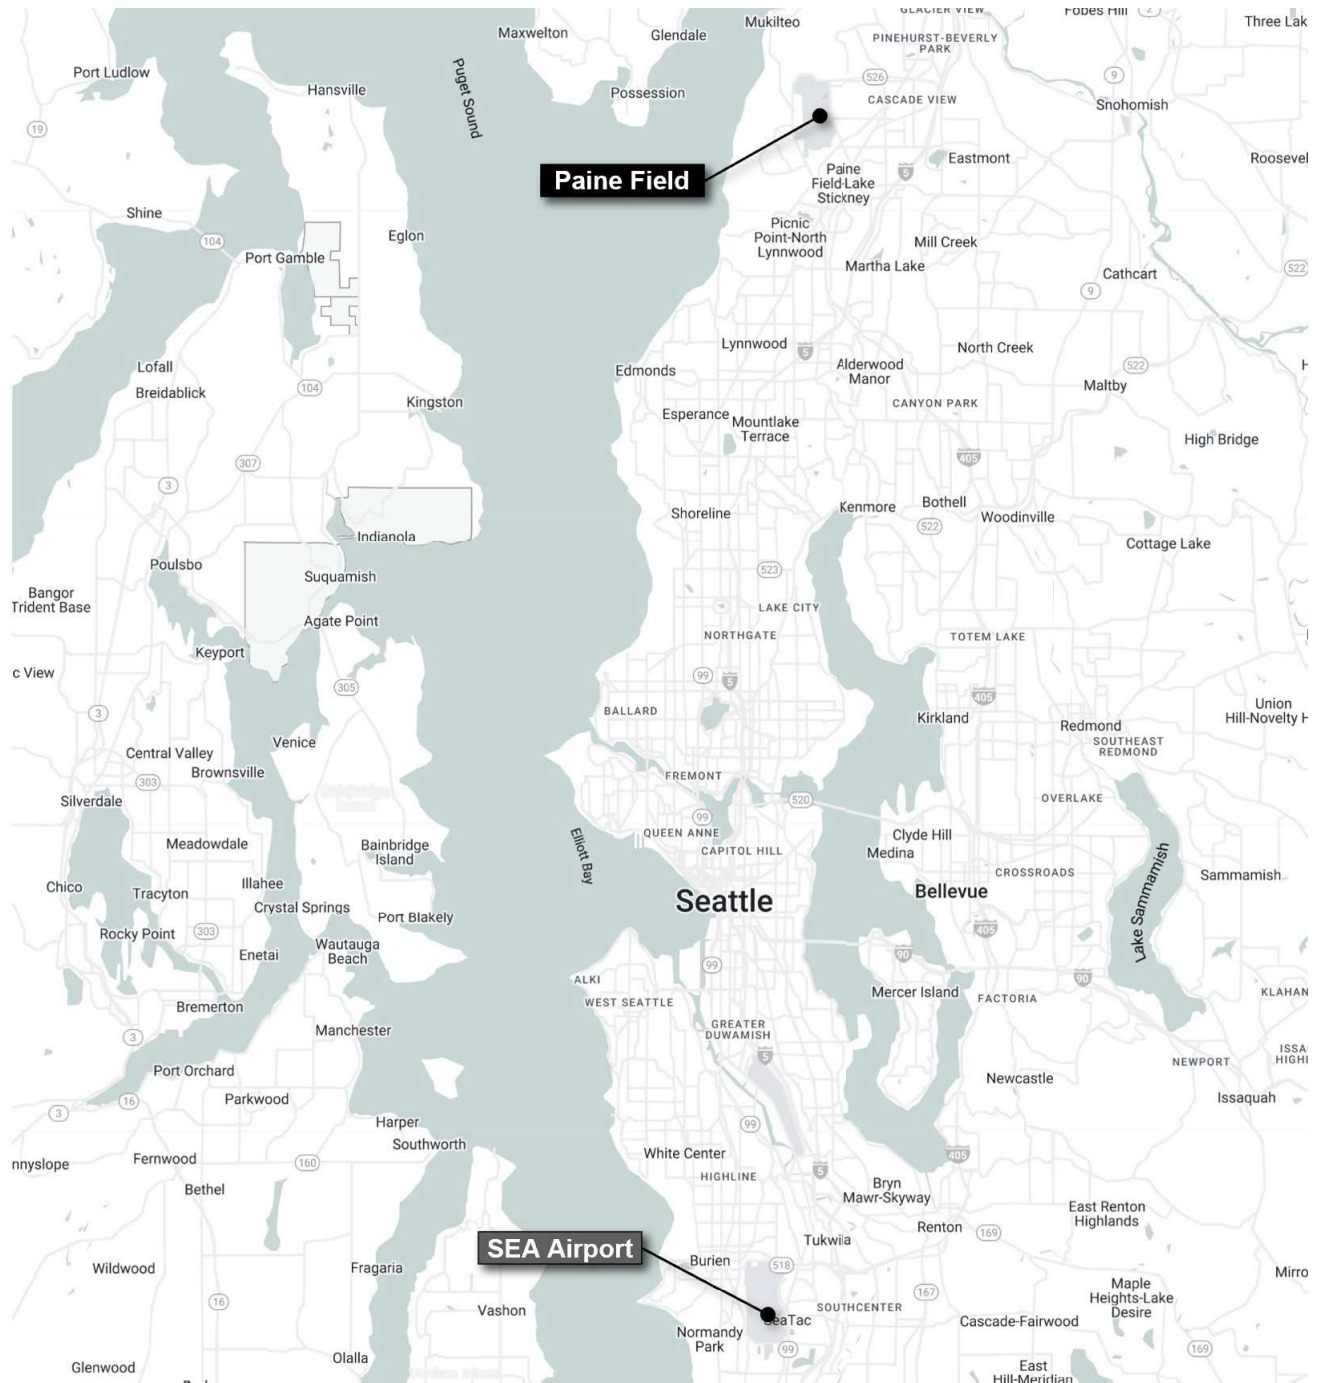 GLACIER VIEW
Fobes Hill
2
Mukilteo
Three Lak
Maxwelton
Glendale
PINEHURST-BEVERLY
PARK
Port Ludlow
526
9
Hansville
Possession
CASCADE VIEW
Snohomish
Puget Sound
19
Paine Field
Eastmont
Roosevel
Paine
Field-Lake
Stickney
5
Shine
104
Eglon
Picnic
Point-North
Lynnwood
Mill Creek
Port Gamble
Martha Lake
Cathcart
522
9
Lynnwood
5
North Creek
Lofall
Edmonds
Alderwood
Manor
522
Breidablick
104
Maltby
Kingston
CANYON PARK
Esperance
Mountlake
Terrace
High Bridge
307
405
3
Shoreline
Kenmore
Bothell
522
Woodinville
Indianola
Cottage Lake
Poulsbo
523
Suquamish
Bangor
Trident Base
LAKE CITY
Agate Point
NORTHGATE
TOTEM LAKE
Keyport
c View
99
5
305
405
3
BALLARD
Kirkland
Redmond
Union
Hill-Novelty H
Venice
SOUTHEAST
REDMOND
Central Valley
Brownsville
FREMONT
303
Silverdale
520
OVERLAKE
99
Elliott Bay
QUEEN ANNE
Clyde Hill
Meadowdale
Bainbridge
Island
CAPITOL HILL
Medina
CROSSROADS
Sammamish
Lake Sammamish
Chico
Tracyton
Illahee
Seattle
Bellevue
Crystal Springs
Port Blakely
Rocky Point
303
405
Enetai
Wautauga
Beach
99
90
ALKI
90
Mercer Island
WEST SEATTLE
FACTORIA
KLAHAN
Bremerton
Manchester
GREATER
DUWAMISH
3
5
ISSA
HIGHL
NEWPORT
Port Orchard
Newcastle
16
Parkwood
Issaquah
3
Harper
99
Southworth
White Center
405
nnyslope
Fernwood
160
HIGHLINE
5
Bethel
Bryn
Mawr-Skyway
East Renton
Highlands
Renton
169
SEA Airport
Tukwila
Burien
518
Wildwood
Fragaria
Mirro
Maple
Heights-Lake
Desire
16
Vashon
167
SOUTHCENTER
SeaTac
Cascade-Fairwood
Normandy
Park
99
169
Olalla
Glenwood
East
Hill-Meridian